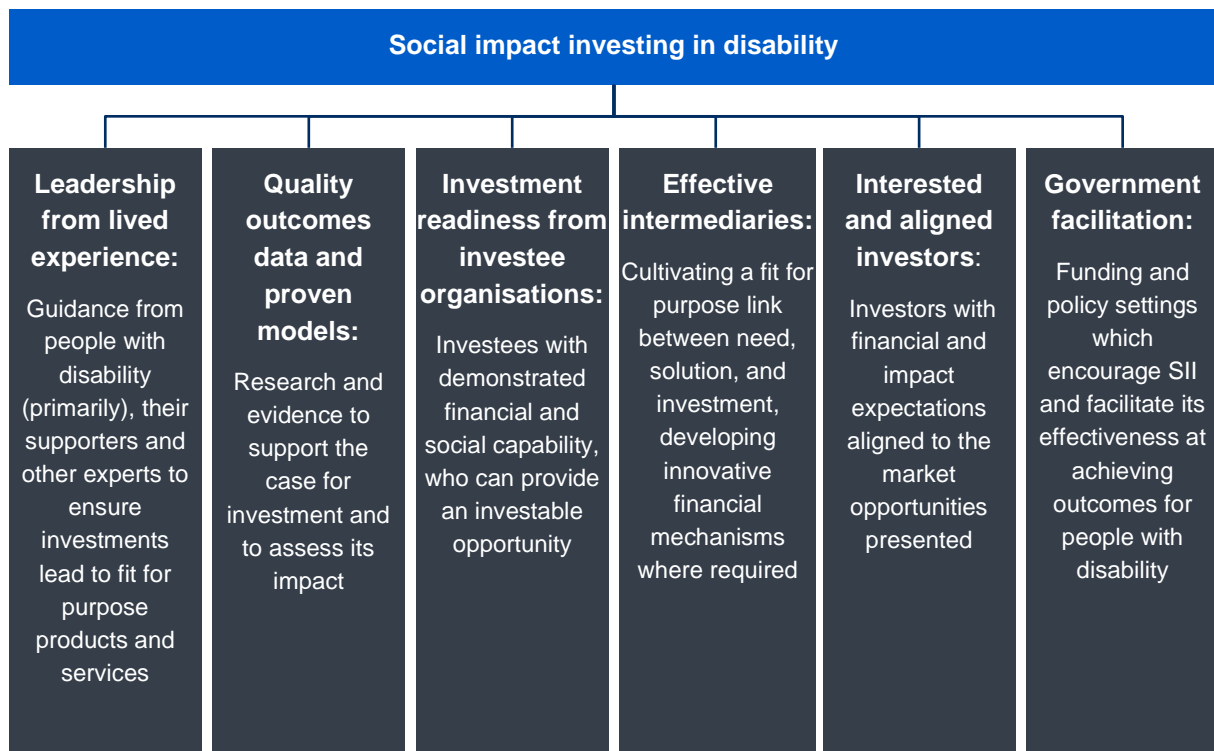 Social impact investing in disability
Leadership
from lived
experience:
Guidance from
people with
disability
(primarily), their
supporters and
other experts to
ensure
investments
lead to fit for
purpose
products and
services
Quality
outcomes
data and
proven
models:
Research and
evidence to
support the
case for
investment and
to assess its
impact
Investment
readiness from
investee
organisations:
Investees with
demonstrated
financial and
social capability,
who can provide
an investable
opportunity
Effective
intermediaries:
Cultivating a fit for
purpose link
between need,
solution, and
investment,
developing
innovative
financial
mechanisms
where required
Interested
and aligned
investors:
Investors with
financial and
impact
expectations
aligned to the
market
opportunities
presented
Government
facilitation:
Funding and
policy settings
which
encourage SII
and facilitate its
effectiveness at
achieving
outcomes for
people with
disability